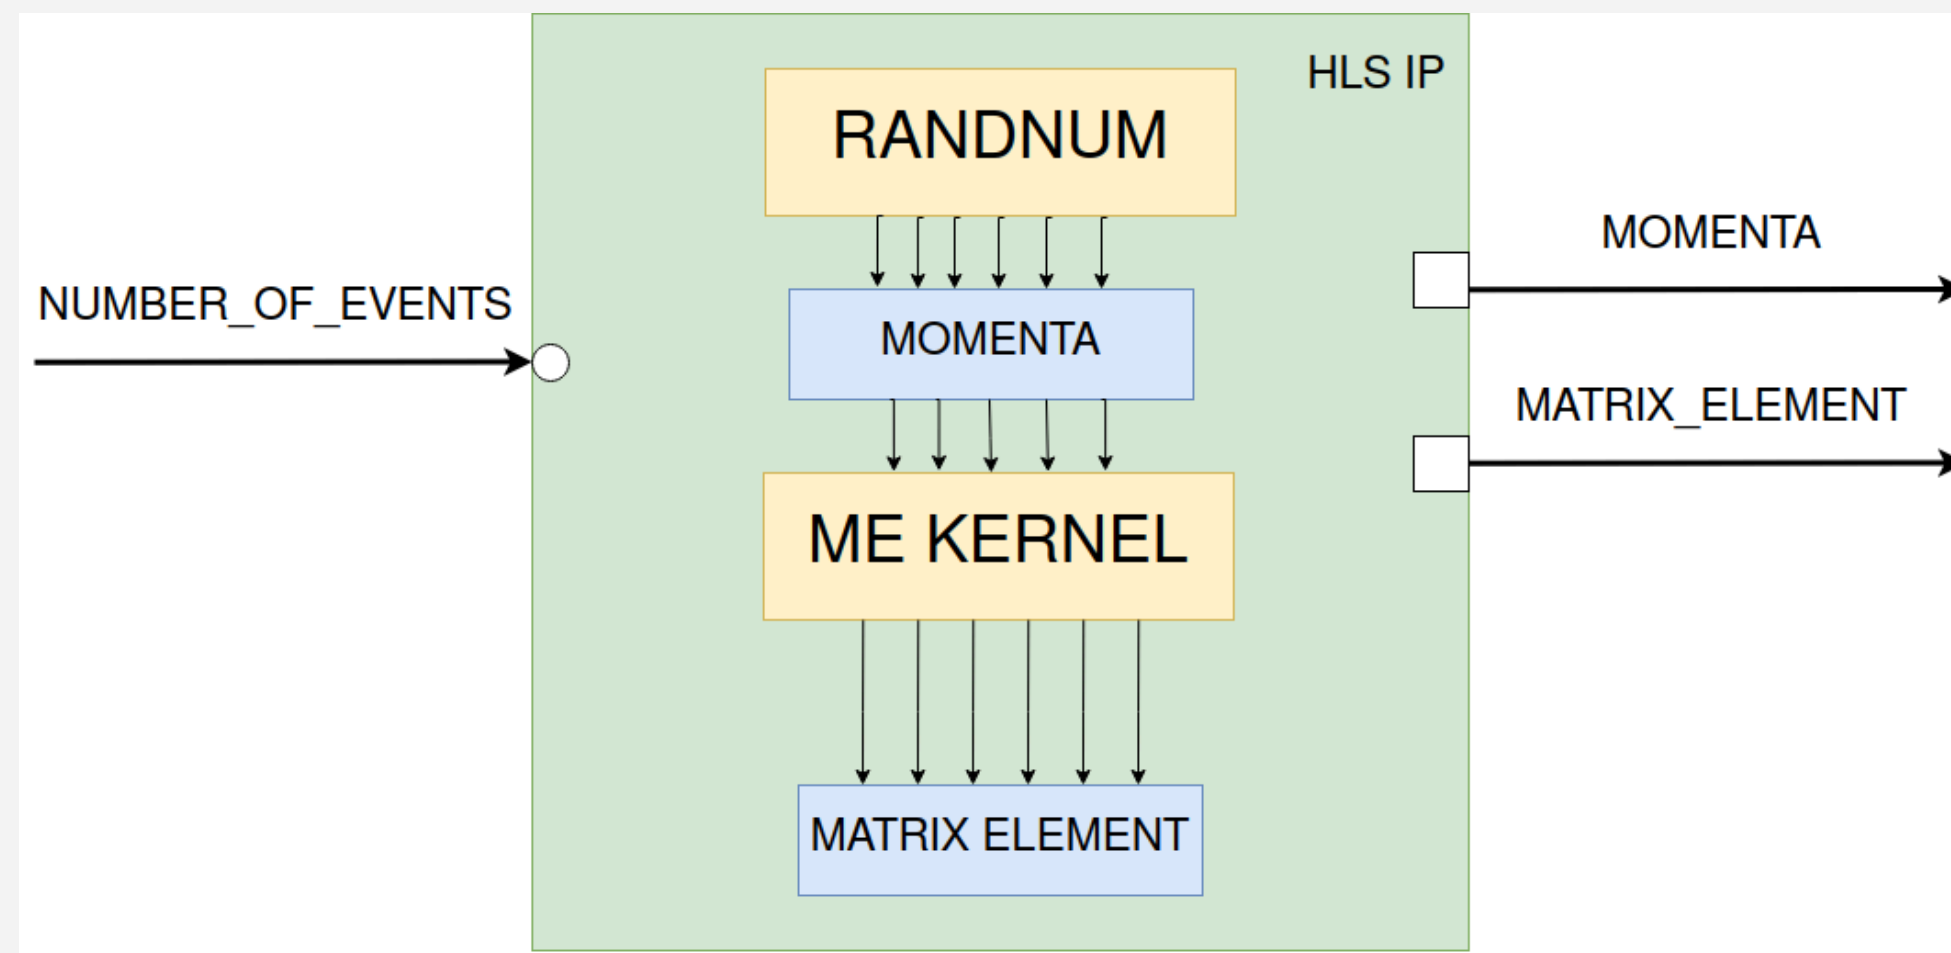 HLS IP
RANDNUM
MOMENTA
NUMBER_OF_EVENTS
MOMENTA
MATRIX_ELEMENT
ME KERNEL
MATRIX ELEMENT